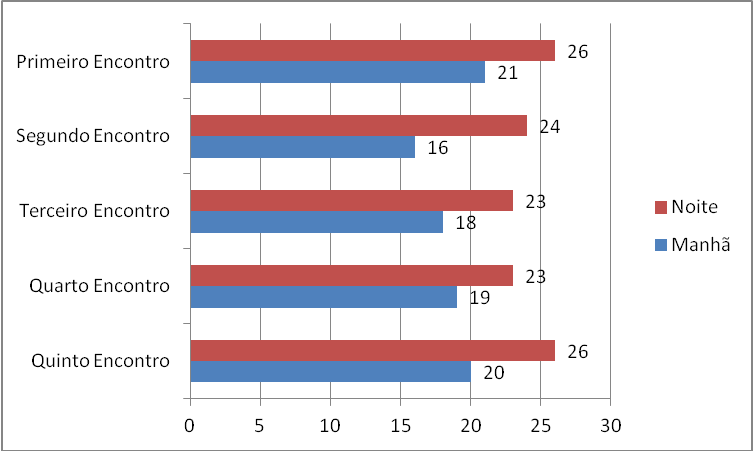 Primeiro Encontro
26
21
Segundo Encontro
24
16
Terceiro Encontro
23
18
Quarto Encontro
23
19
Quinto Encontro
26
20
0 5 10 15 20 25 30
Noite
Manhã